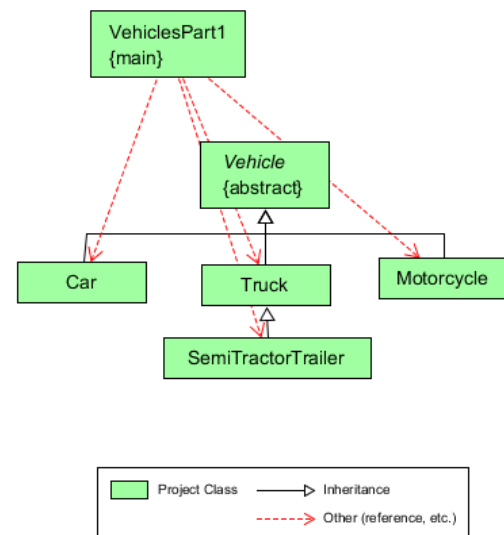 VehiclesPart1
{main}
Vehicle
{abstract}
Car
Truck
Motorcycle
SemiTractorTrailer
Project Class
Inheritance
Other (reference, etc.)